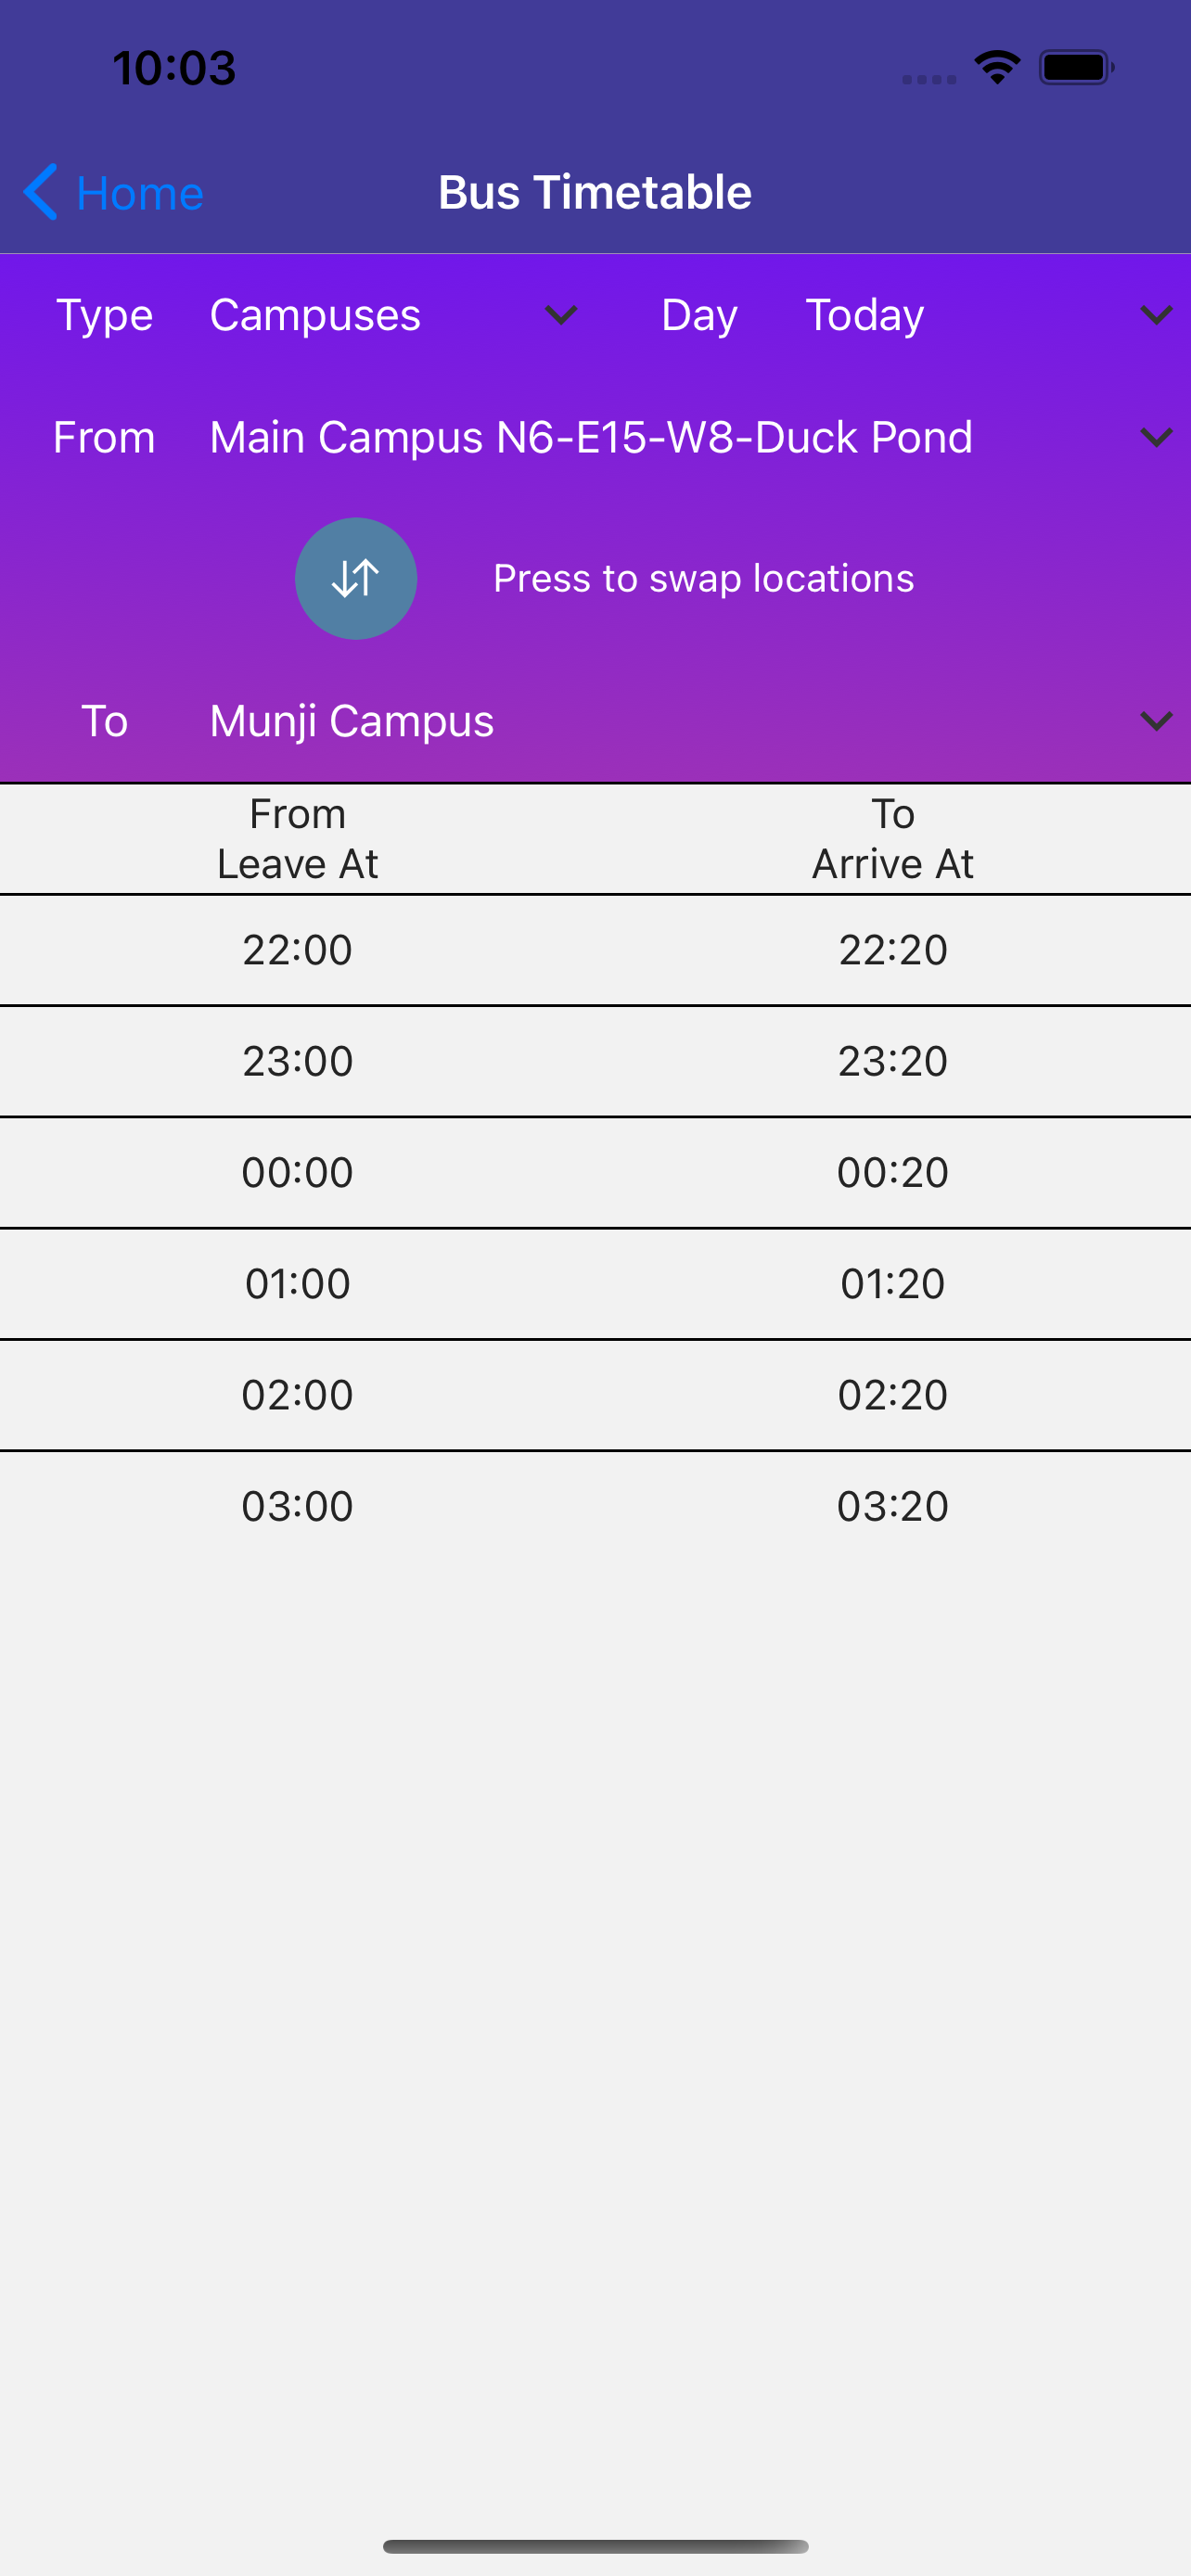 10:03
Home
Bus Timetable
Type Campuses Day Today
From Main Campus N6-E15-W8-Duck Pond
Press to swap locations
To Munji Campus
From To
Leave At Arrive At
22:00 22:20
23:00 23:20
00:00 00:20
01:00 01:20
02:00 02:20
03:00 03:20